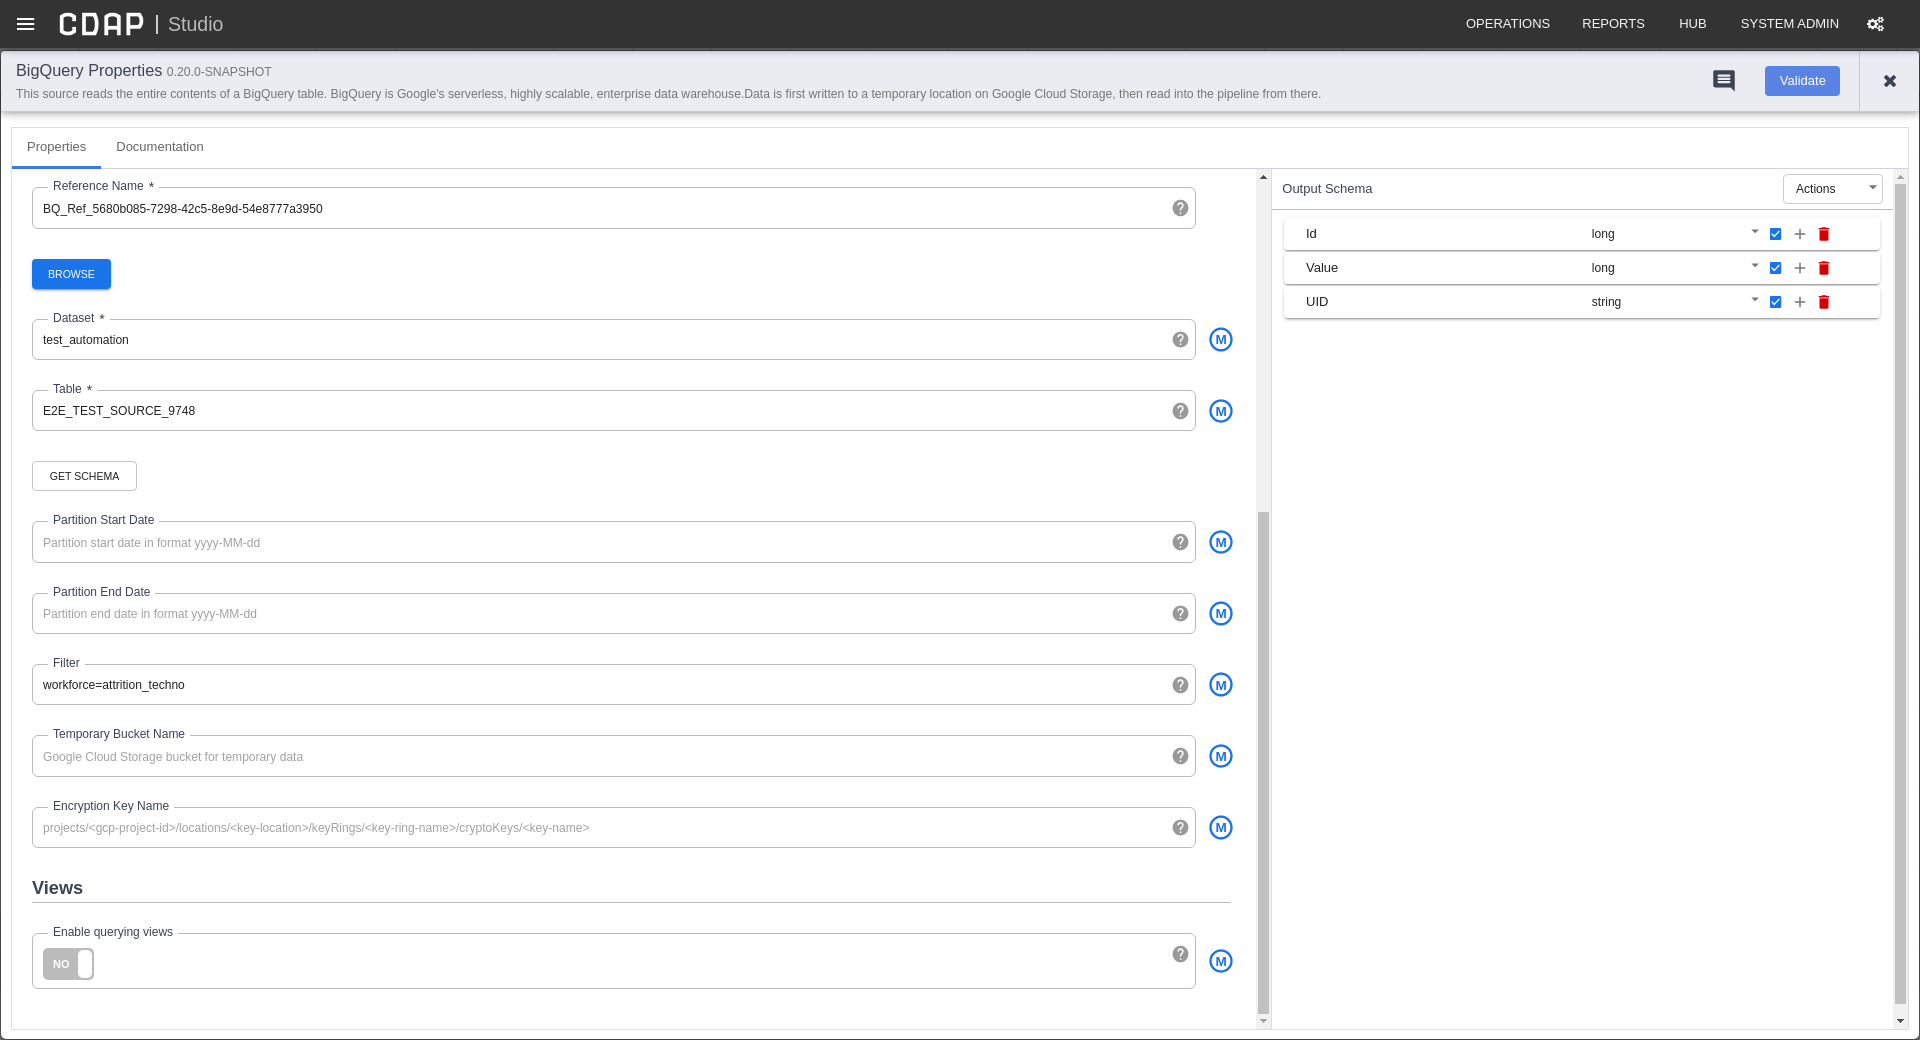 CDAP | Studio
OPERATIONS REPORTS HUB SYSTEM ADMIN
BigQuery Properties 0.20.0-SNAPSHOT
This source reads the entire contents of a BigQuery table. BigQuery is Google's serverless, highly scalable, enterprise data warehouse.Data is first written to a temporary location on Google Cloud Storage, then read into the pipeline from there.
Validate
Properties Documentation
Reference Name *
BQ_Ref_5680b085-7298-42c5-8e9d-54e8777a3950
BROWSE
Dataset *
test_automation
M
Table *
E2E_TEST_SOURCE_9748
M
GET SCHEMA
Partition Start Date
Partition start date in format yyyy-MM-dd
M
Partition End Date
Partition end date in format yyyy-MM-dd
M
Filter
workforce=attrition_techno
M
Temporary Bucket Name
Google Cloud Storage bucket for temporary data
M
Encryption Key Name
projects/<gcp-project-id>/locations/<key-location>/keyRings/<key-ring-name>/cryptoKeys/<key-name>
M
Views
Enable querying views
NO
M
Output Schema
Actions
Id long
Value long
UID string